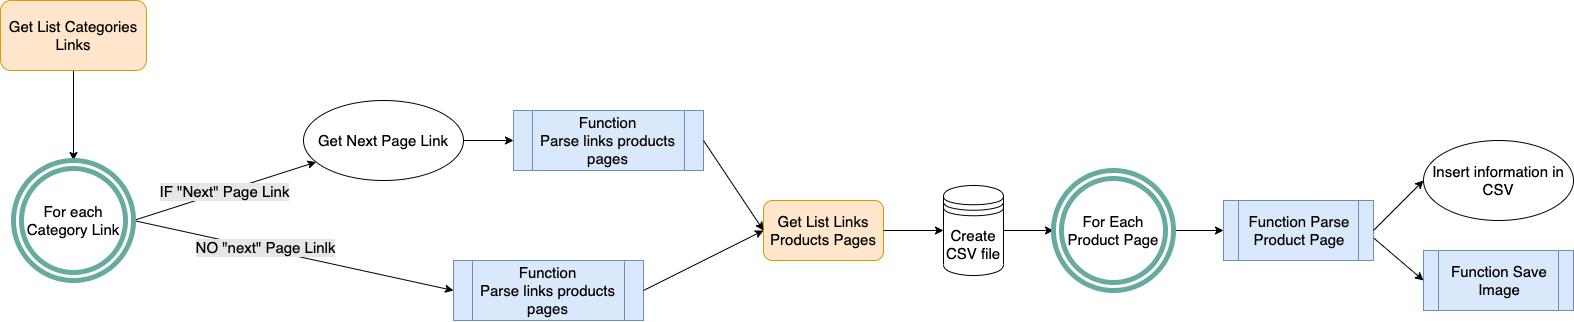 Get List Categories
Links
For each
Category Link
IF "Next" Page Link
NO "next" Page Linlk
Get Next Page Link
Function
Parse links products
pages
Function
Parse links products
pages
Get List Links
Products Pages
Create
CSV file
For Each
Product Page
Function Parse
Product Page
Insert information in
CSV
Function Save
Image